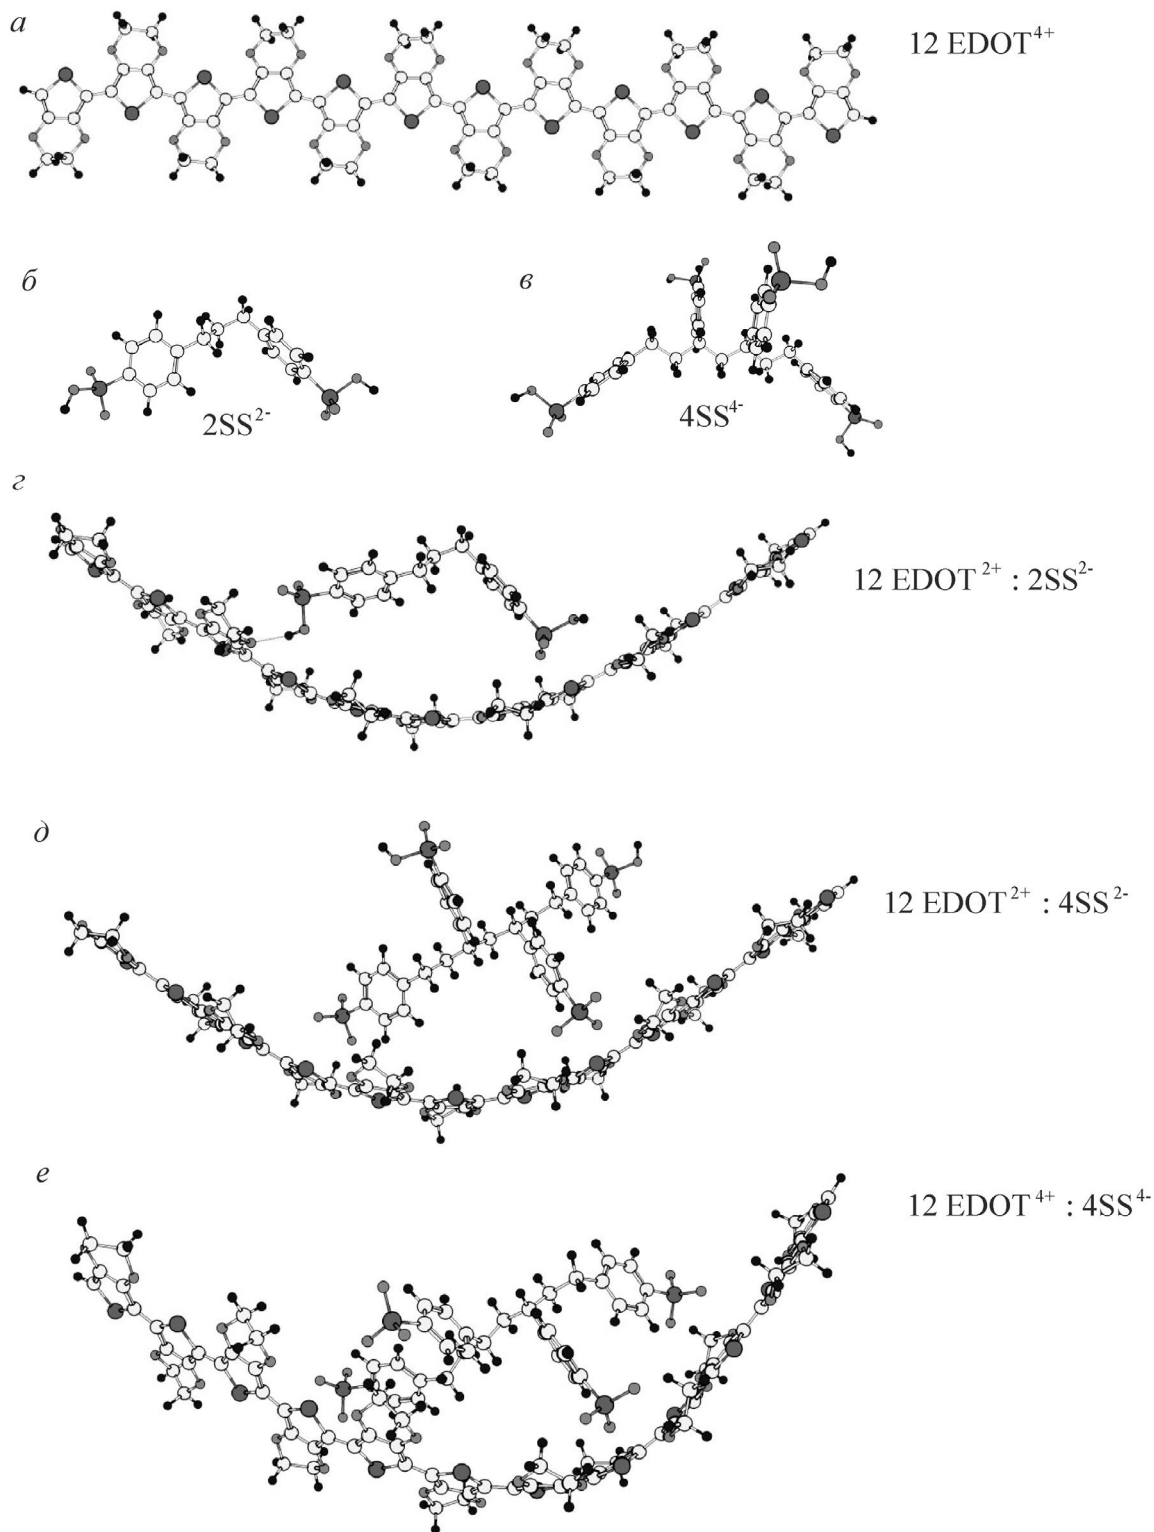 а
12 EDOT⁴⁺
б
в
2SS²⁻
4SS⁴⁻
г
12 EDOT²⁺ : 2SS²⁻
д
12 EDOT²⁺ : 4SS²⁻
е
12 EDOT⁴⁺ : 4SS⁴⁻